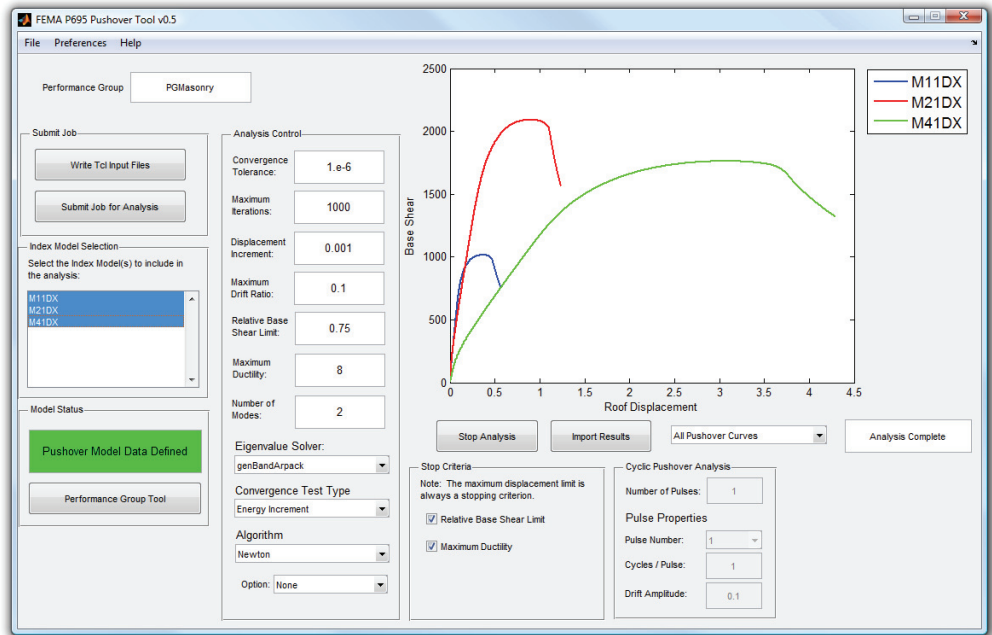 FEMA P695 Pushover Tool v0.5
File Preferences Help
Performance Group
PGMasonry
Submit Job
Write Tcl Input Files
Submit Job for Analysis
Index Model Selection
Select the Index Model(s) to include in
the analysis:
M11DX
M21DX
M41DX
Model Status
Pushover Model Data Defined
Performance Group Tool
Analysis Control
Convergence
Tolerance:
1.e-6
Maximum
Iterations:
1000
Displacement
Increment:
0.001
Maximum
Drift Ratio:
0.1
Relative Base
Shear Limit:
0.75
Maximum
Ductility:
8
Number of
Modes:
2
Eigenvalue Solver:
genBandArpack
Convergence Test Type
Energy Increment
Algorithm
Newton
Option: None
2500
2000
1500
1000
500
0
Base Shear
0 0.5 1 1.5 2 2.5 3 3.5 4 4.5
Roof Displacement
M11DX
M21DX
M41DX
Stop Analysis
Import Results
All Pushover Curves
Analysis Complete
Stop Criteria
Note: The maximum displacement limit is
always a stopping criterion.
Relative Base Shear Limit
Maximum Ductility
Cyclic Pushover Analysis
Number of Pulses: 1
Pulse Properties
Pulse Number: 1
Cycles / Pulse: 1
Drift Amplitude: 0.1